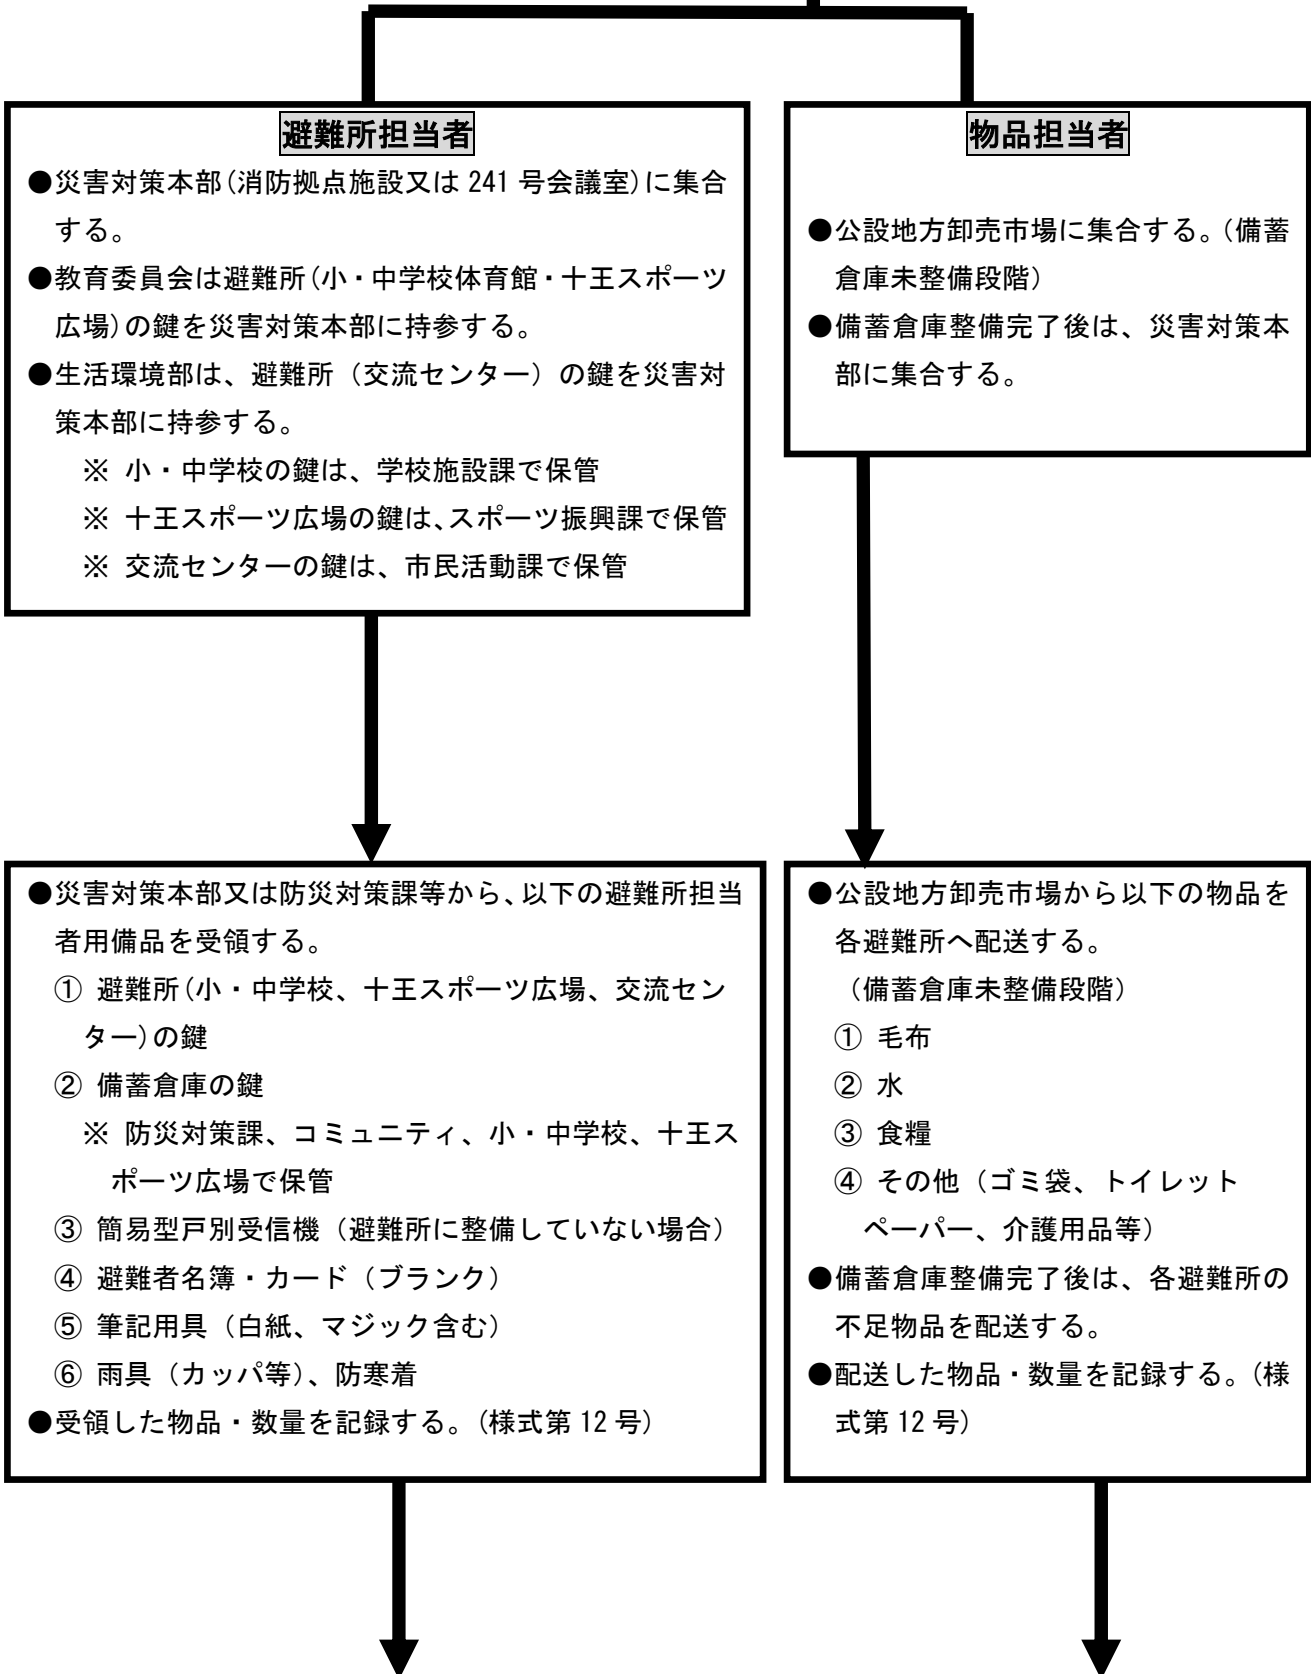 避難所担当者
●災害対策本部(消防拠点施設又は 241 号会議室)に集合
する。
●教育委員会は避難所(小・中学校体育館・十王スポーツ
広場)の鍵を災害対策本部に持参する。
●生活環境部は、避難所（交流センター）の鍵を災害対
策本部に持参する。
※ 小・中学校の鍵は、学校施設課で保管
※ 十王スポーツ広場の鍵は、スポーツ振興課で保管
※ 交流センターの鍵は、市民活動課で保管
物品担当者
●公設地方卸売市場に集合する。(備蓄
倉庫未整備段階）
●備蓄倉庫整備完了後は、災害対策本
部に集合する。
●災害対策本部又は防災対策課等から、以下の避難所担当
者用備品を受領する。
① 避難所(小・中学校、十王スポーツ広場、交流セン
ター)の鍵
② 備蓄倉庫の鍵
※ 防災対策課、コミュニティ、小・中学校、十王ス
ポーツ広場で保管
③ 簡易型戸別受信機（避難所に整備していない場合）
④ 避難者名簿・カード（ブランク）
⑤ 筆記用具（白紙、マジック含む）
⑥ 雨具（カッパ等)、防寒着
●受領した物品・数量を記録する。(様式第 12 号)
●公設地方卸売市場から以下の物品を
各避難所へ配送する。
（備蓄倉庫未整備段階）
① 毛布
② 水
③ 食糧
④ その他（ゴミ袋、トイレット
ペーパー、介護用品等）
●備蓄倉庫整備完了後は、各避難所の
不足物品を配送する。
●配送した物品・数量を記録する。(様
式第 12 号)